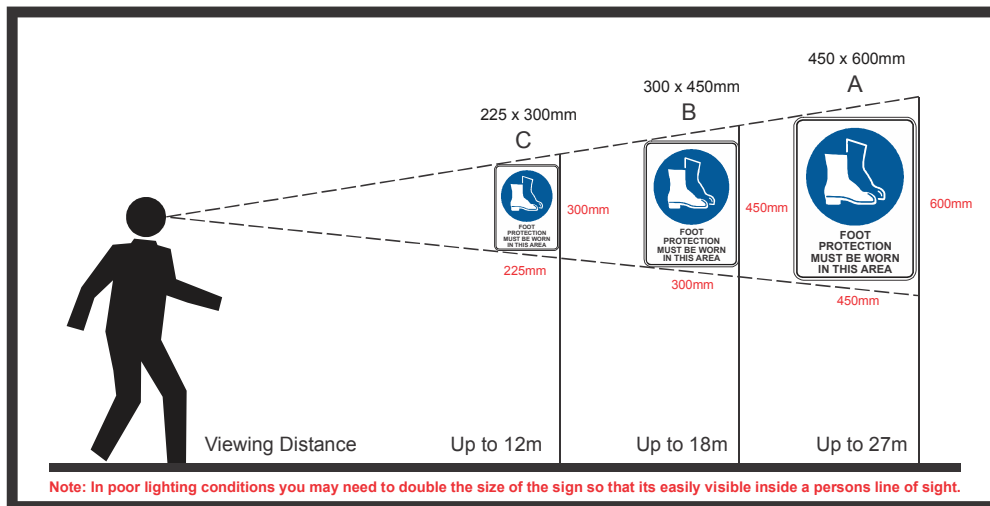 450 x 600mm
A
300 x 450mm
B
225 x 300mm
C
FOOT
PROTECTION
MUST BE WORN
IN THIS AREA
300mm
225mm
FOOT
PROTECTION
MUST BE WORN
IN THIS AREA
450mm
300mm
FOOT
PROTECTION
MUST BE WORN
IN THIS AREA
600mm
450mm
Viewing Distance
Up to 12m
Up to 18m
Up to 27m
Note: In poor lighting conditions you may need to double the size of the sign so that its easily visible inside a persons line of sight.